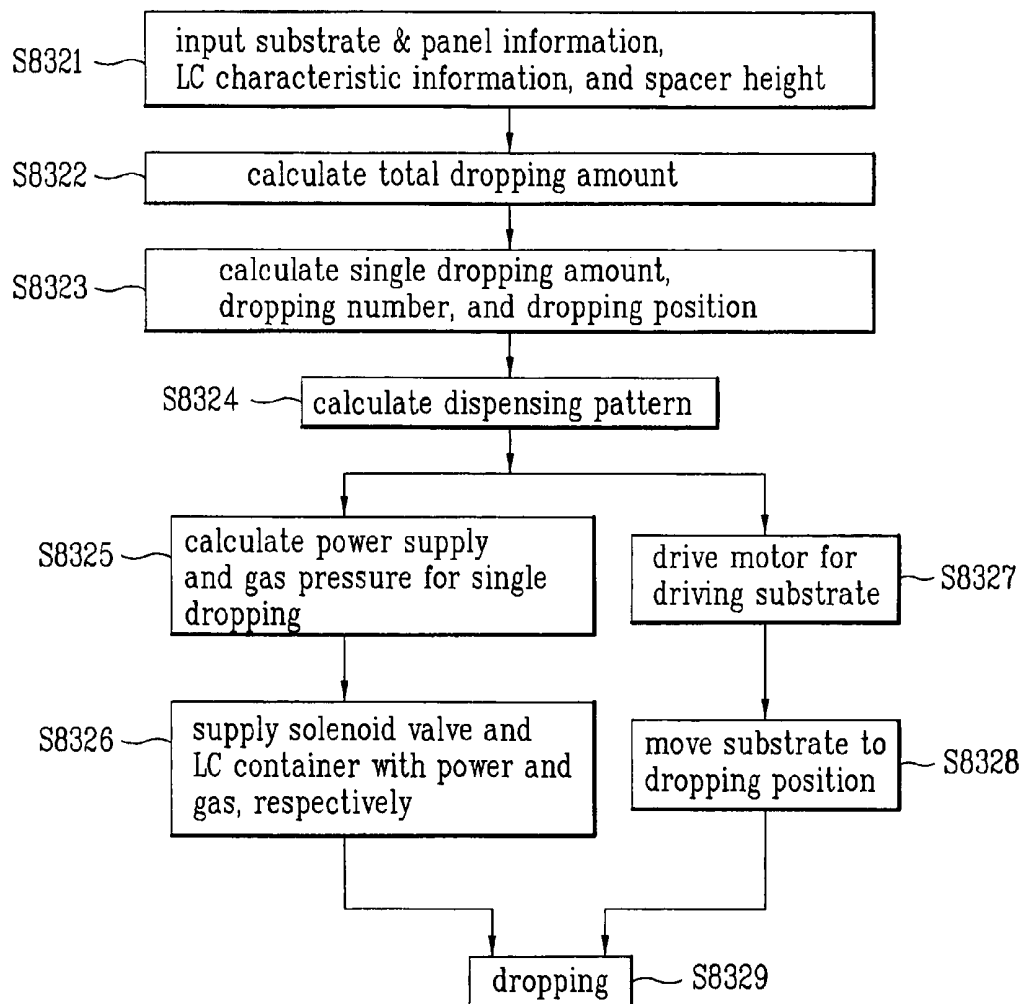 S8321
input substrate & panel information,
LC characteristic information, and spacer height
S8322
calculate total dropping amount
S8323
calculate single dropping amount,
dropping number, and dropping position
S8324
calculate dispensing pattern
S8325
calculate power supply
and gas pressure for single
dropping
drive motor for
driving substrate
S8327
S8326
supply solenoid valve and
LC container with power and
gas, respectively
move substrate to
dropping position
S8328
dropping
S8329